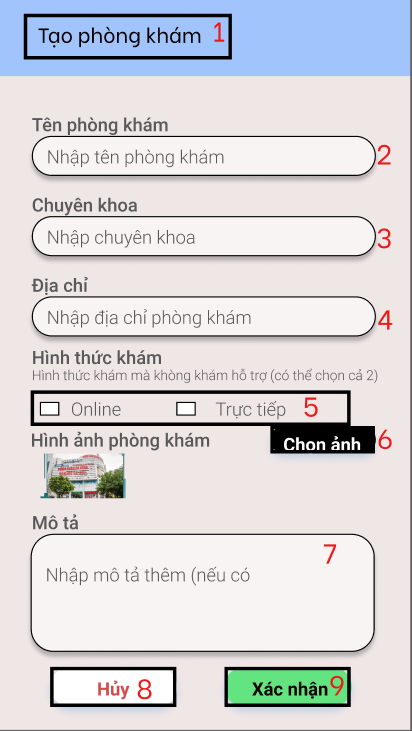 Tạo phòng khám 1
Tên phòng khám
Nhập tên phòng khám 2
Chuyên khoa
Nhập chuyên khoa 3
Địa chỉ
Nhập địa chỉ phòng khám 4
Hình thức khám
Hình thức khám mà khòng khám hỗ trợ (có thể chọn cả 2)
Online Trực tiếp 5
Hình ảnh phòng khám Chọn ảnh 6
Mô tả
7
Nhập mô tả thêm (nếu có
Hủy 8 Xác nhận 9